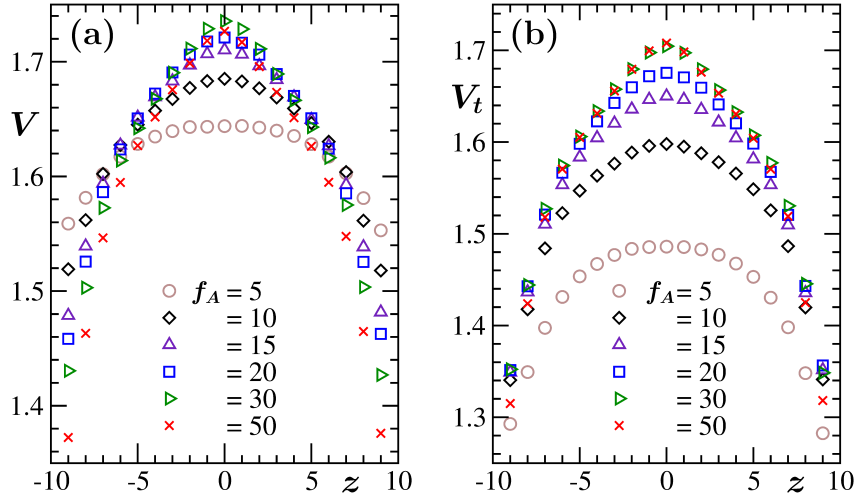 (a)
V
1.7
1.6
1.5
1.4
f_A = 5
= 10
= 15
= 20
= 30
= 50
-10 -5 0 5 z 10
(b)
V_t
1.7
1.6
1.5
1.4
1.3
f_A = 5
= 10
= 15
= 20
= 30
= 50
-10 -5 0 5 z 10